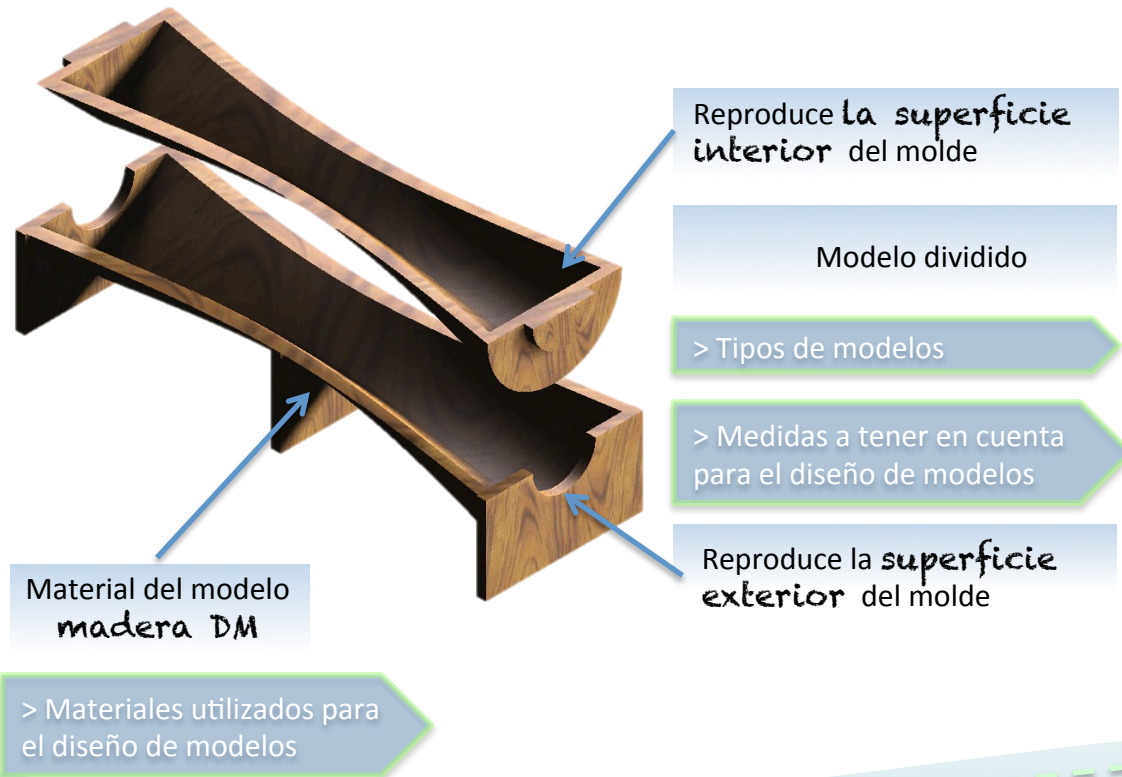 Reproduce la superficie
interior del molde
Modelo dividido
> Tipos de modelos
> Medidas a tener en cuenta
para el diseño de modelos
Reproduce la superficie
exterior del molde
Material del modelo
madera DM
> Materiales utilizados para
el diseño de modelos